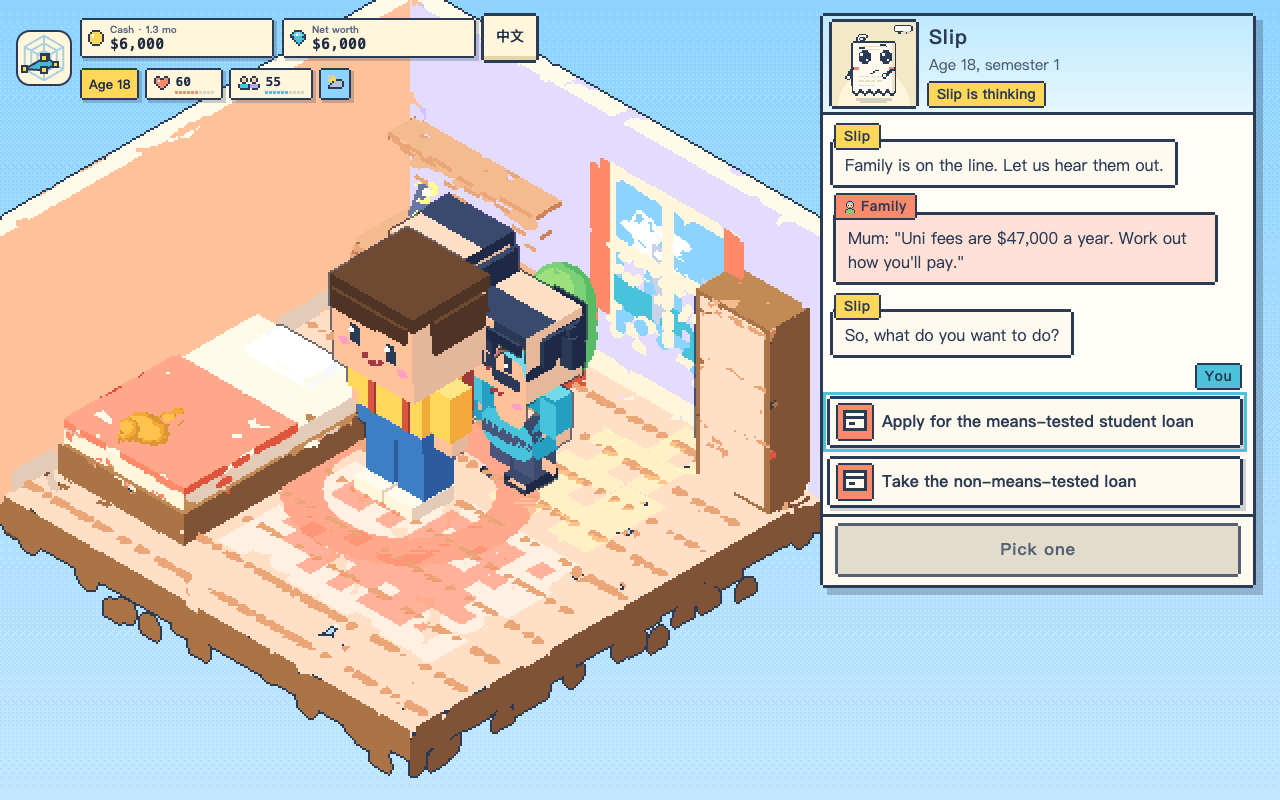 Cash · 1.3 mo
$6,000
Net worth
$6,000
中文
Age 18
60
55
Slip
Age 18, semester 1
Slip is thinking
Slip
Family is on the line. Let us hear them out.
Family
Mum: "Uni fees are $47,000 a year. Work out
how you'll pay."
Slip
So, what do you want to do?
You
Apply for the means-tested student loan
Take the non-means-tested loan
Pick one